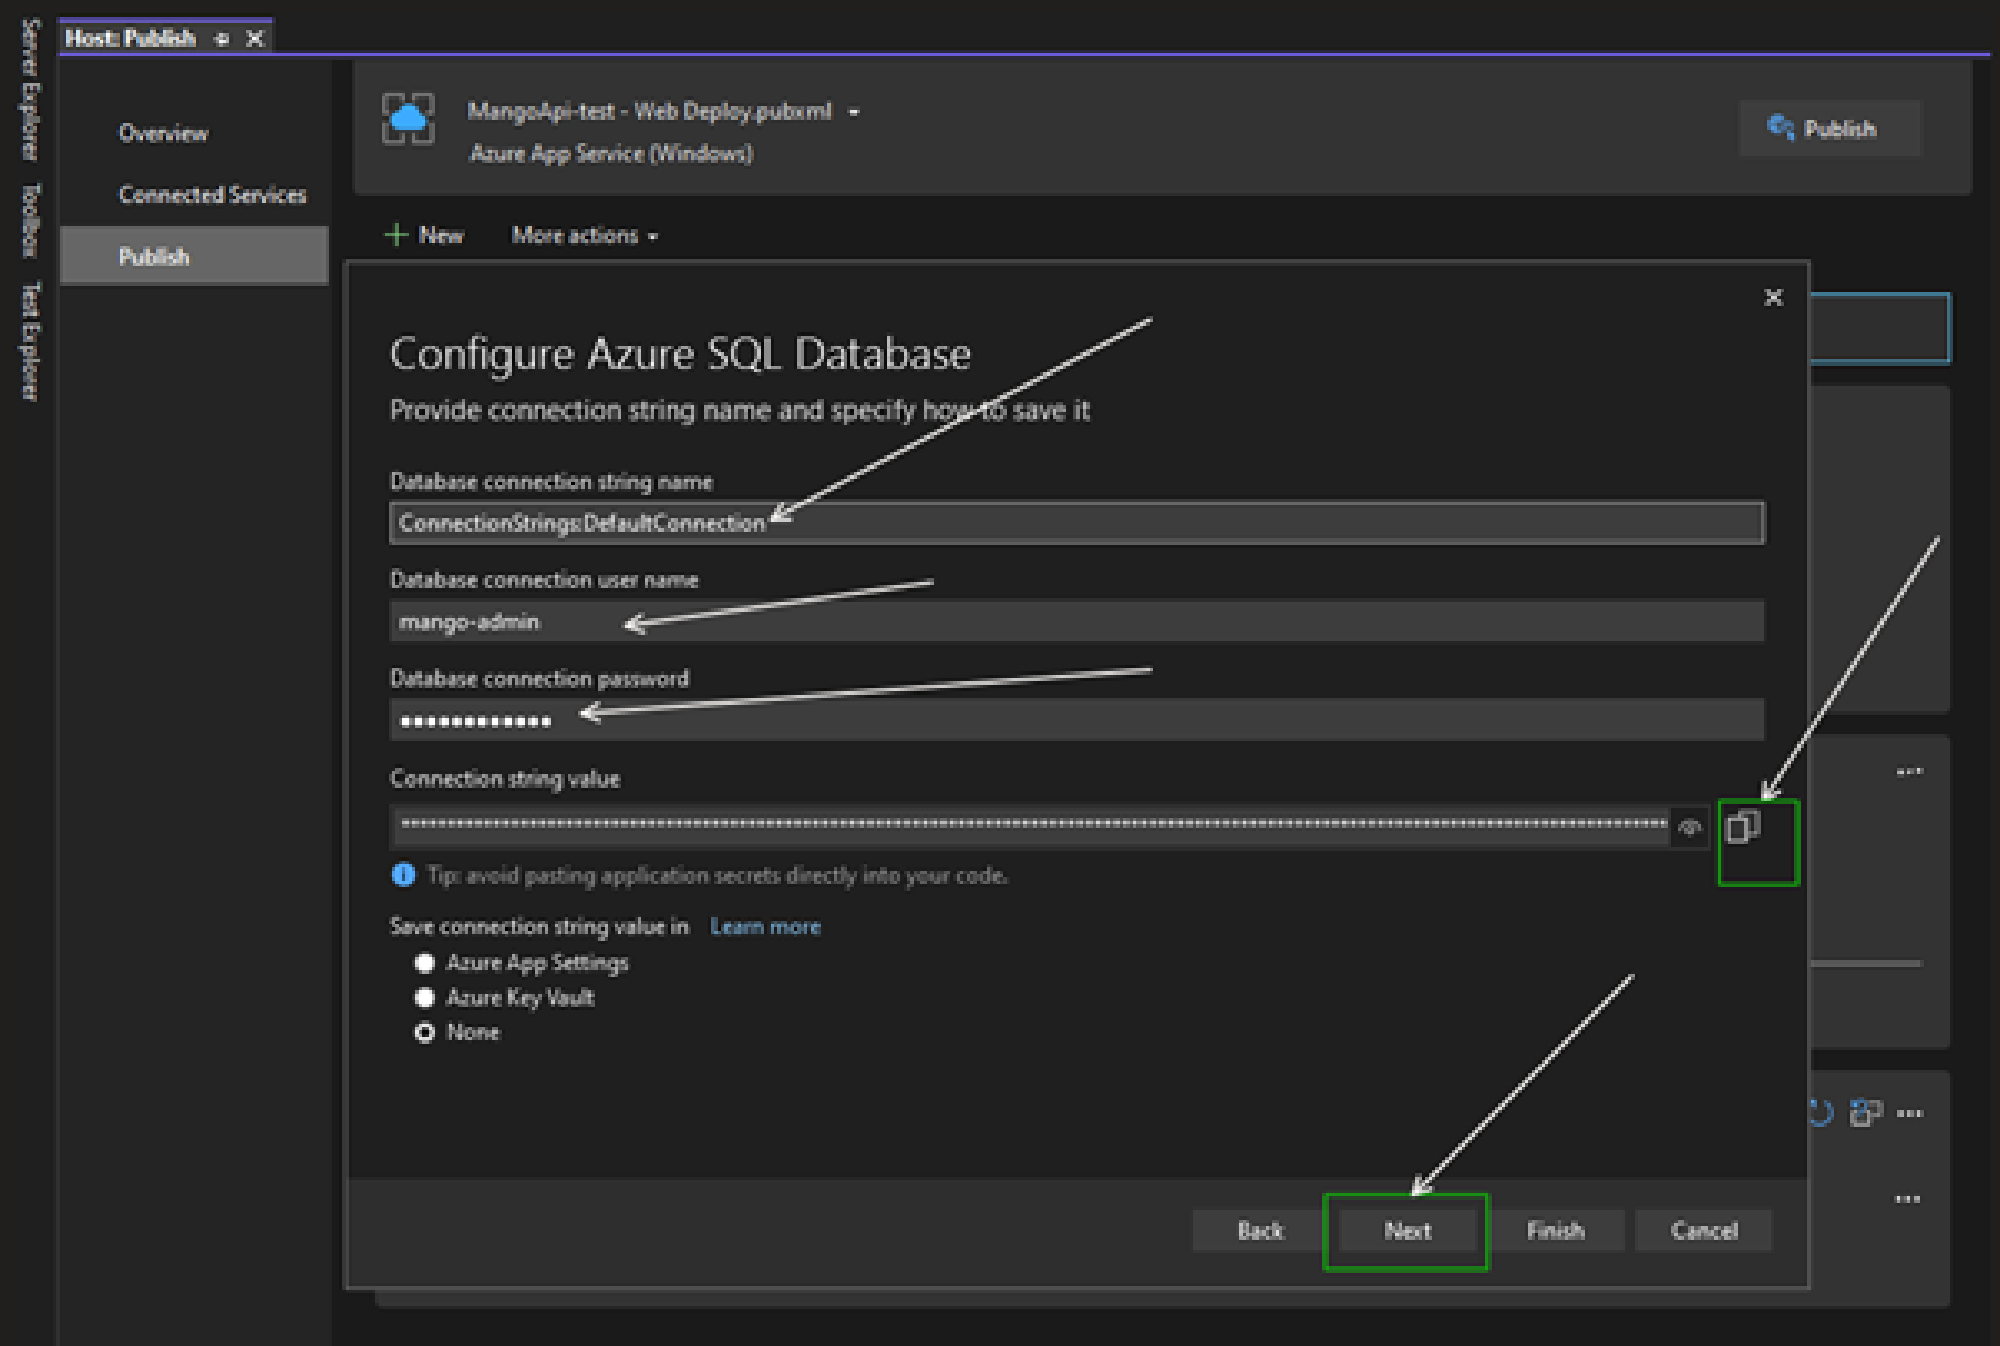 Server Explorer
Toolbox
Test Explorer
Host: Publish
Overview
Connected Services
Publish
MangoApi-test - Web Deploy.pubxml
Azure App Service (Windows)
Publish
New
More actions
Configure Azure SQL Database
Provide connection string name and specify how to save it
Database connection string name
ConnectionStrings:DefaultConnection
Database connection user name
mango-admin
Database connection password
Connection string value
Tip: avoid pasting application secrets directly into your code.
Save connection string value in Learn more
Azure App Settings
Azure Key Vault
None
Back
Next
Finish
Cancel